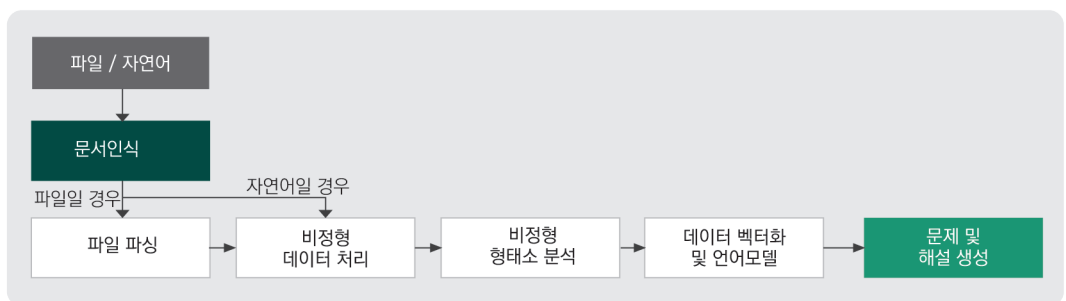 파일 / 자연어
문서인식
파일일 경우
자연어일 경우
파일 파싱
비정형
데이터 처리
비정형
형태소 분석
데이터 벡터화
및 언어모델
문제 및
해설 생성